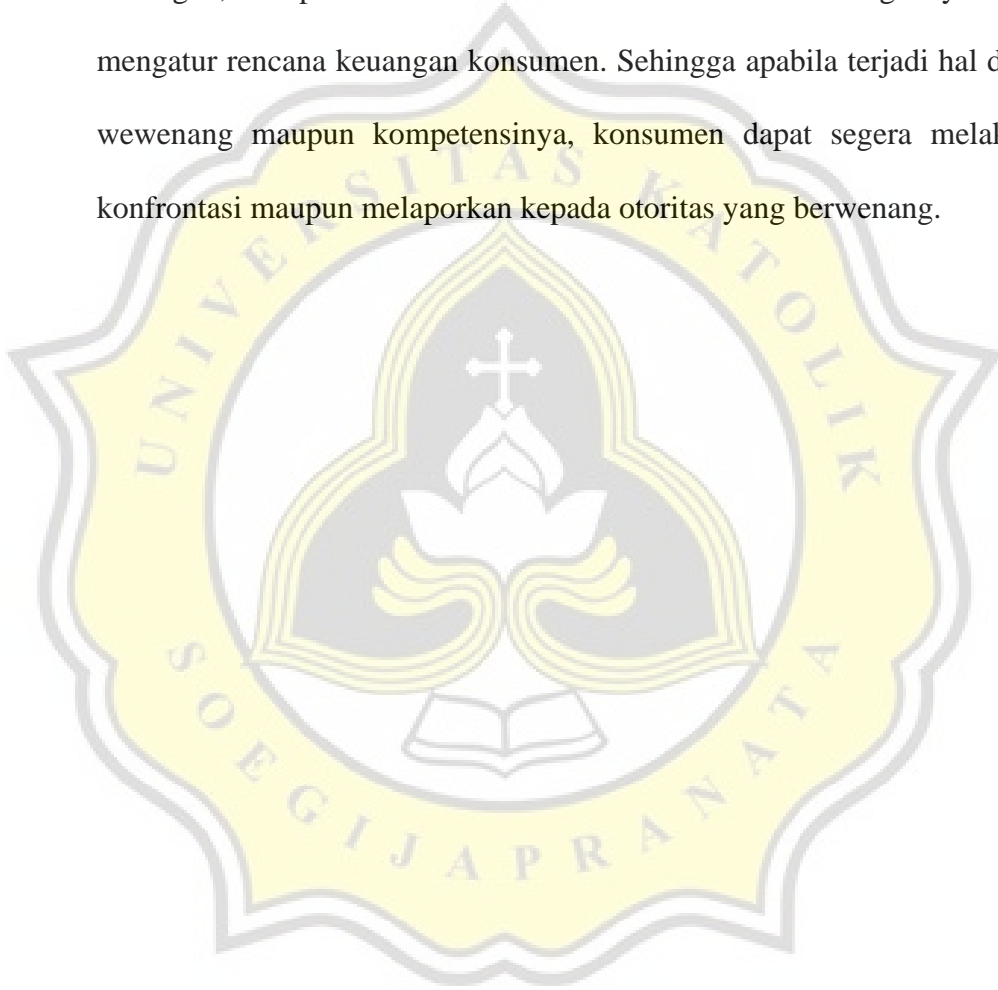 mengatur rencana keuangan konsumen. Sehingga apabila terjadi hal d
wewenang maupun kompetensinya, konsumen dapat segera melak
konfrontasi maupun melaporkan kepada otoritas yang berwenang.
UNIVERSITAS KATOLIK
SOEGIJAPRANATA